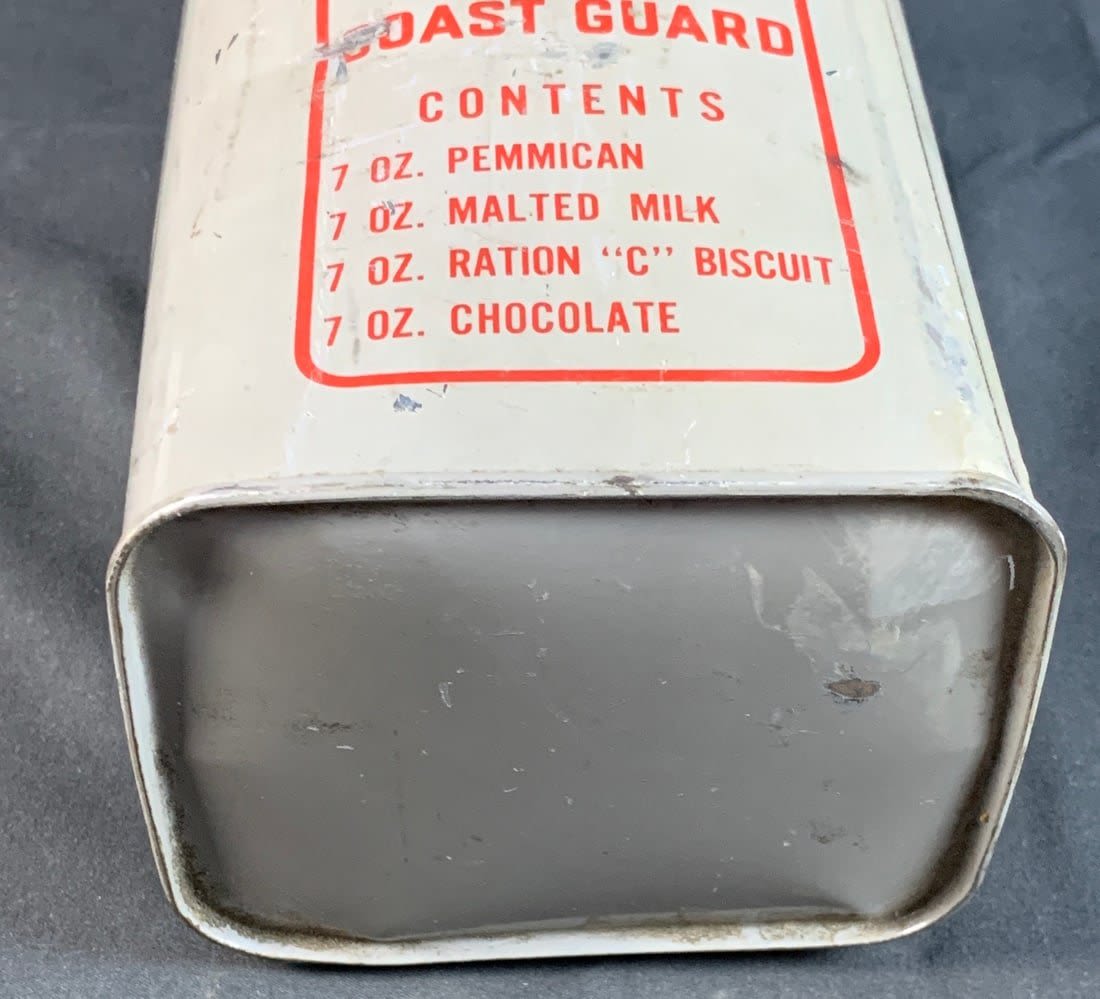 COAST GUARD
CONTENTS
7 OZ. PEMMICAN
7 OZ. MALTED MILK
7 OZ. RATION “C” BISCUIT
7 OZ. CHOCOLATE